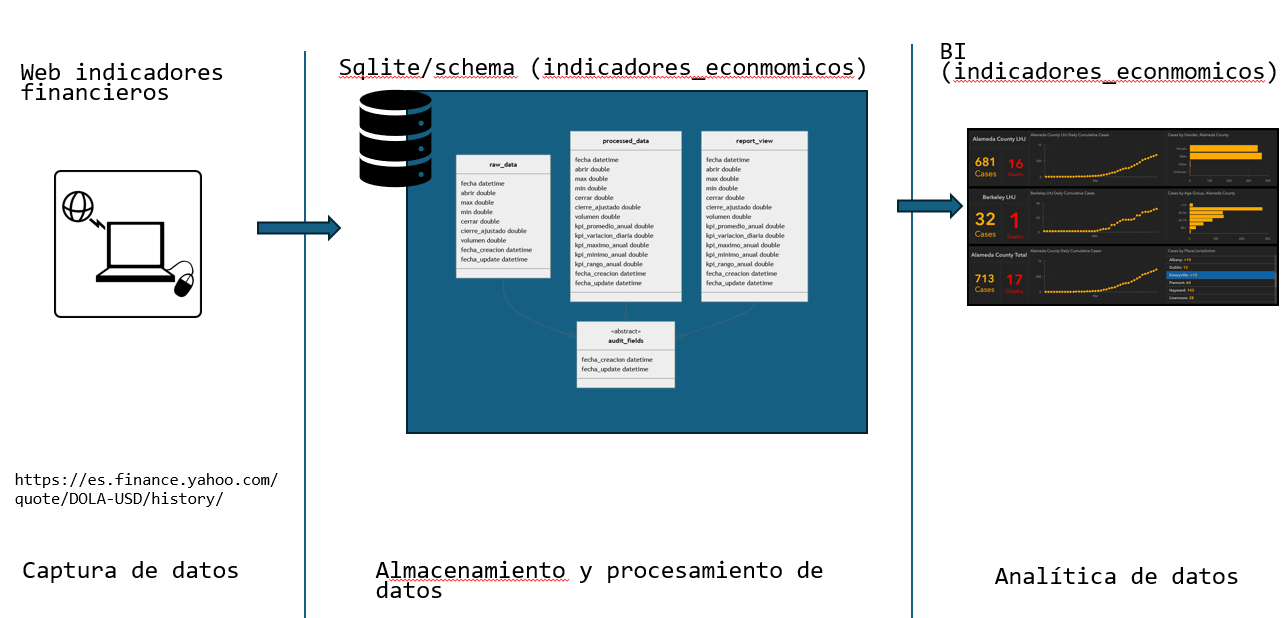 Web indicadores
financieros
https://es.finance.yahoo.com/
quote/DOLA-USD/history/
Captura de datos
Sqlite/schema (indicadores_econmomicos)
raw_data
fecha datetime
abrir double
max double
min double
cerrar double
cierre_ajustado double
volumen double
fecha_creacion datetime
fecha_update datetime
processed_data
fecha datetime
abrir double
max double
min double
cerrar double
cierre_ajustado double
volumen double
kpi_promedio_anual double
kpi_variacion_diaria double
kpi_maximo_anual double
kpi_minimo_anual double
kpi_rango_anual double
fecha_creacion datetime
fecha_update datetime
report_view
fecha datetime
abrir double
max double
min double
cerrar double
cierre_ajustado double
volumen double
kpi_promedio_anual double
kpi_variacion_diaria double
kpi_maximo_anual double
kpi_minimo_anual double
kpi_rango_anual double
fecha_creacion datetime
fecha_update datetime
«abstract»
audit_fields
fecha_creacion datetime
fecha_update datetime
Almacenamiento y procesamiento de
datos
BI
(indicadores_econmomicos)
Alameda County LHJ
681
Cases
16
Deaths
Alameda County LHJ Daily Cumulative Cases
Cases by Gender, Alameda County
Berkeley LHJ
32
Cases
1
Deaths
Berkeley LHJ Daily Cumulative Cases
Cases by Age Group, Alameda County
Alameda County Total
713
Cases
17
Deaths
Alameda County Daily Cumulative Cases
Cases by Place/Jurisdiction
Albany: <10
Dublin: 13
Emeryville: <10
Fremont: 64
Hayward: 142
Livermore: 28
Analítica de datos